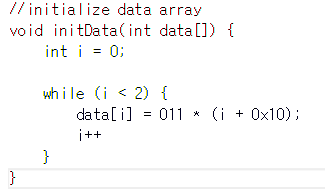 //initialize data array
void initData(int data[]) {
    int i = 0;

    while (i < 2) {
        data[i] = 011 * (i + 0x10);
        i++
    }
}